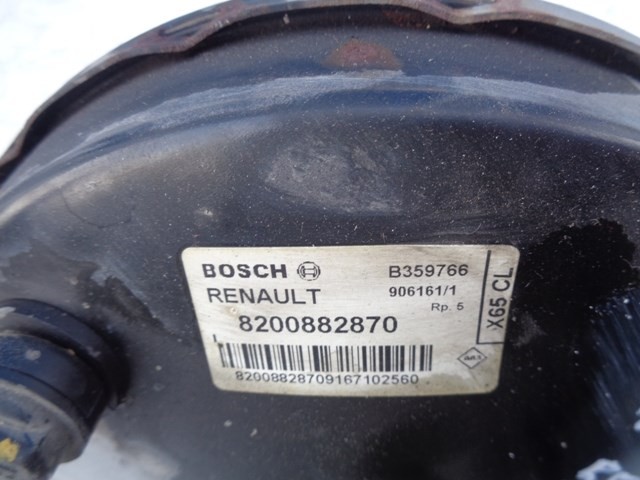 BOSCH B359766
RENAULT 906161/1
Rp. 5
8200882870
X65 CL
82008828709167102560